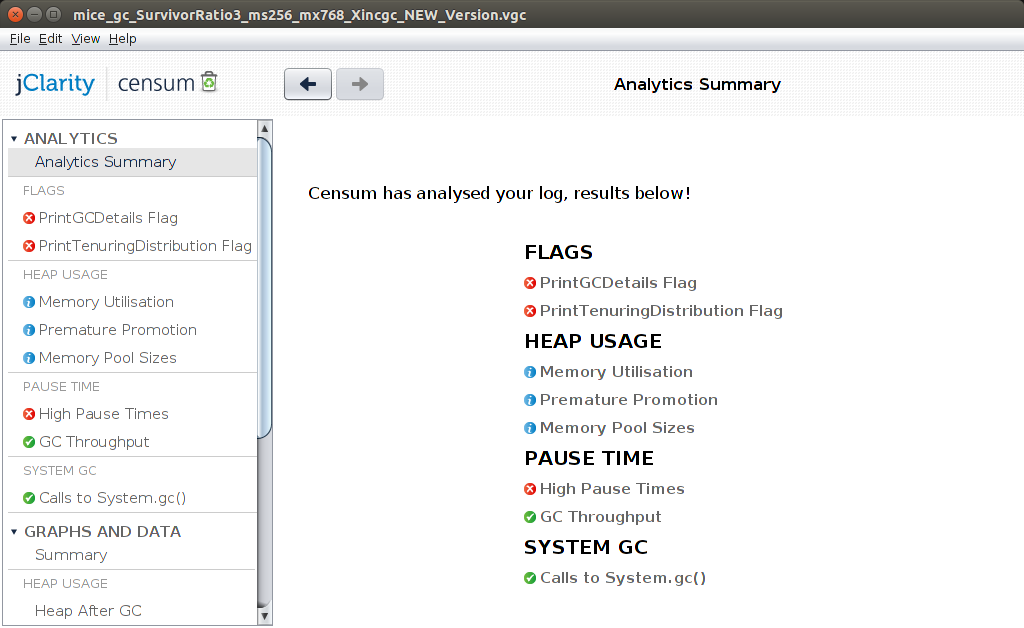 mice_gc_SurvivorRatio3_ms256_mx768_Xincgc_NEW_Version.vgc
File Edit View Help
jClarity censum
Analytics Summary
ANALYTICS
Analytics Summary
FLAGS
PrintGCDetails Flag
PrintTenuringDistribution Flag
HEAP USAGE
Memory Utilisation
Premature Promotion
Memory Pool Sizes
PAUSE TIME
High Pause Times
GC Throughput
SYSTEM GC
Calls to System.gc()
GRAPHS AND DATA
Summary
HEAP USAGE
Heap After GC
Censum has analysed your log, results below!
FLAGS
PrintGCDetails Flag
PrintTenuringDistribution Flag
HEAP USAGE
Memory Utilisation
Premature Promotion
Memory Pool Sizes
PAUSE TIME
High Pause Times
GC Throughput
SYSTEM GC
Calls to System.gc()